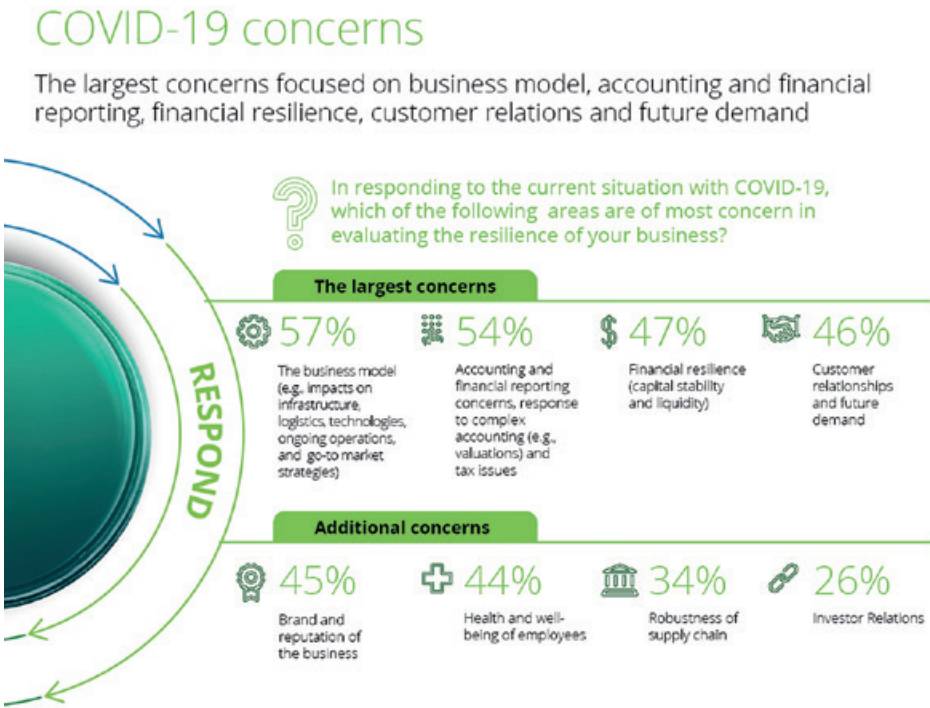 COVID-19 concerns
The largest concerns focused on business model, accounting and financial
reporting, financial resilience, customer relations and future demand
In responding to the current situation with COVID-19,
which of the following areas are of most concern in
evaluating the resilience of your business?
The largest concerns
57%
The business model
(e.g., impacts on
infrastructure,
logistics, technologies,
ongoing operations,
and go-to market
strategies)
54%
Accounting and
financial reporting
concerns, response
to complex
accounting (e.g.,
valuations) and
tax issues
$ 47%
Financial resilience
(capital stability
and liquidity)
46%
Customer
relationships
and future
demand
RESPOND
Additional concerns
45%
Brand and
reputation of
the business
44%
Health and well-
being of employees
34%
Robustness of
supply chain
26%
Investor Relations